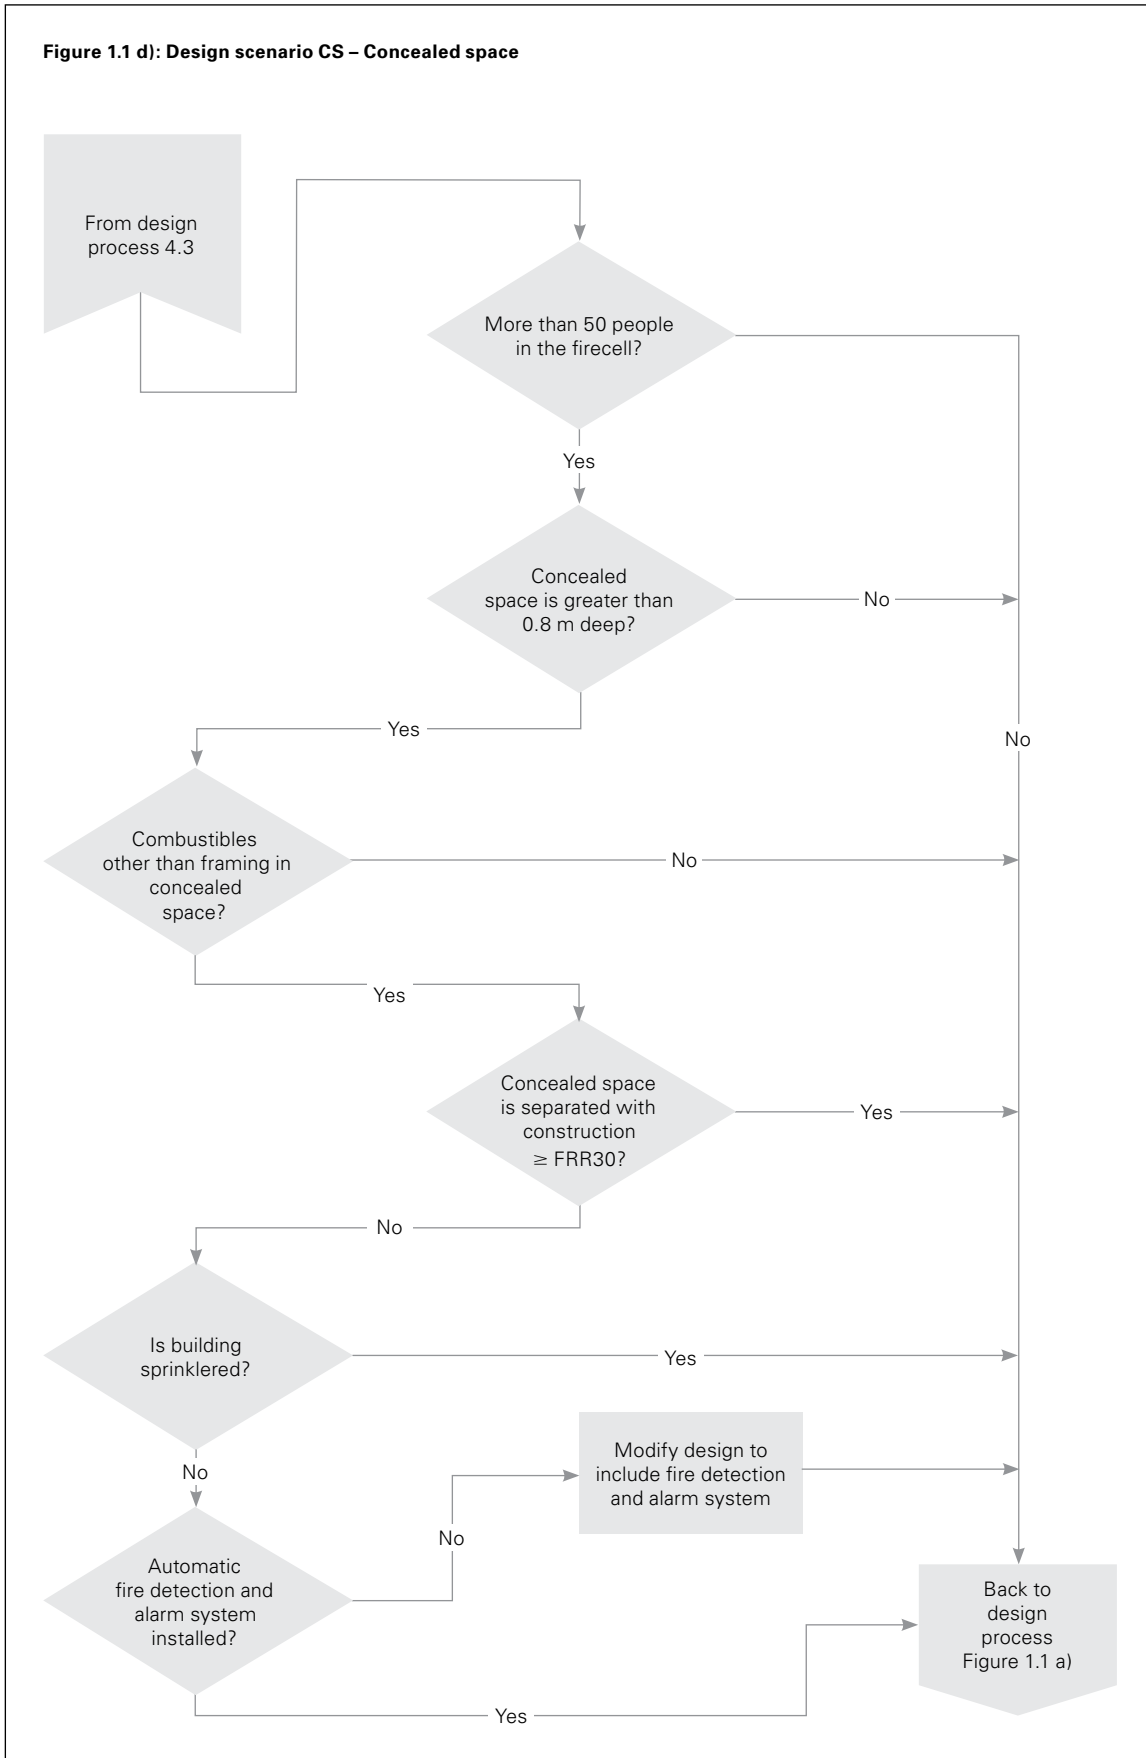 Figure 1.1 d): Design scenario CS – Concealed space
From design
process 4.3
More than 50 people
in the firecell?
Yes
Concealed
space is greater than
0.8 m deep?
No
Yes
No
Combustibles
other than framing in
concealed
space?
No
Yes
Concealed space
is separated with
construction
≥ FRR30?
Yes
No
Is building
sprinklered?
Yes
No
Modify design to
include fire detection
and alarm system
No
Automatic
fire detection and
alarm system
installed?
Back to
design
process
Figure 1.1 a)
Yes